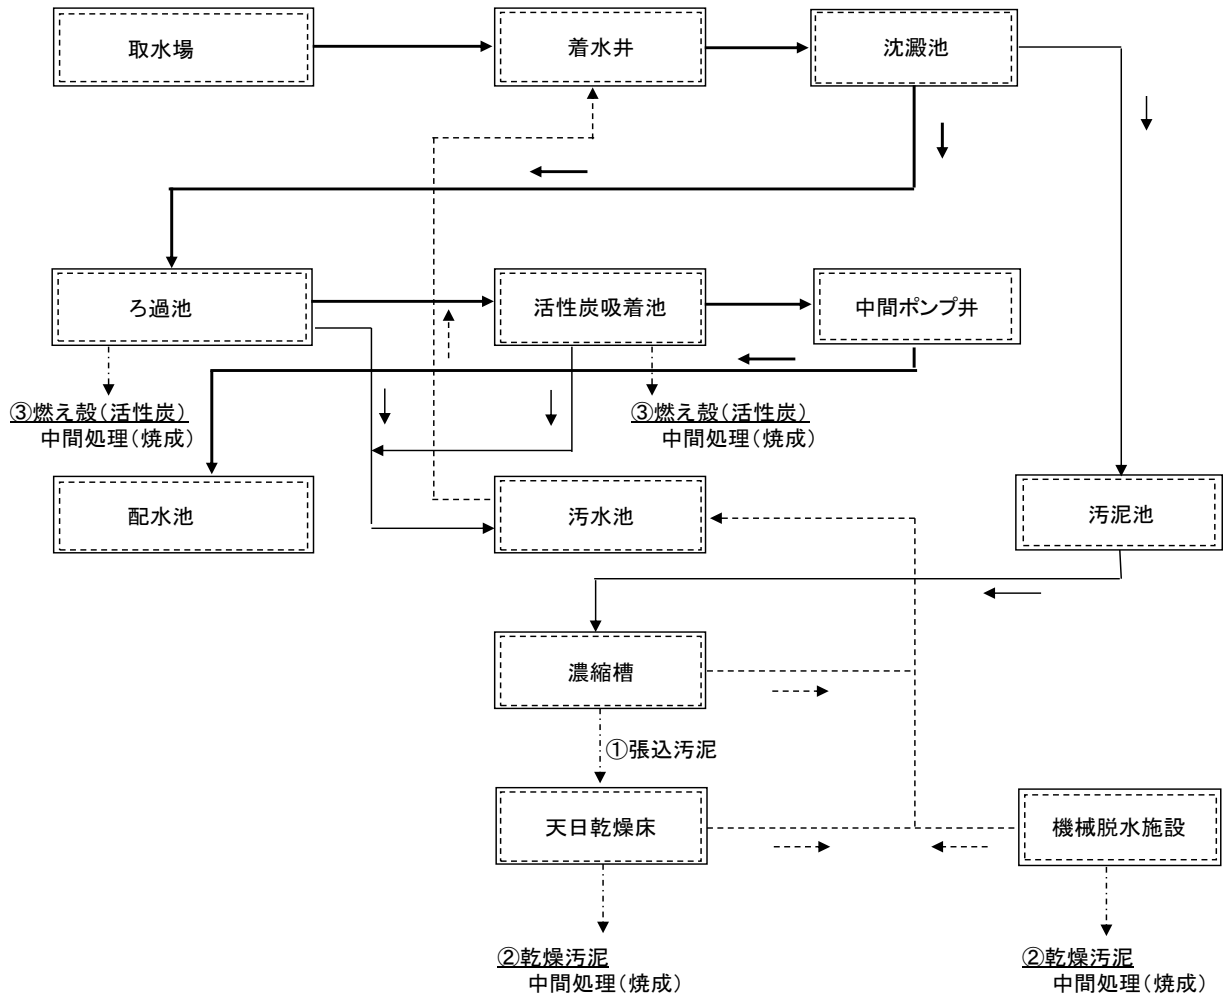 取水場
着水井
沈澱池
ろ過池
活性炭吸着池
中間ポンプ井
③燃え殻(活性炭)
中間処理(焼成)
③燃え殻(活性炭)
中間処理(焼成)
配水池
汚水池
汚泥池
濃縮槽
①張込汚泥
天日乾燥床
機械脱水施設
②乾燥汚泥
中間処理(焼成)
②乾燥汚泥
中間処理(焼成)